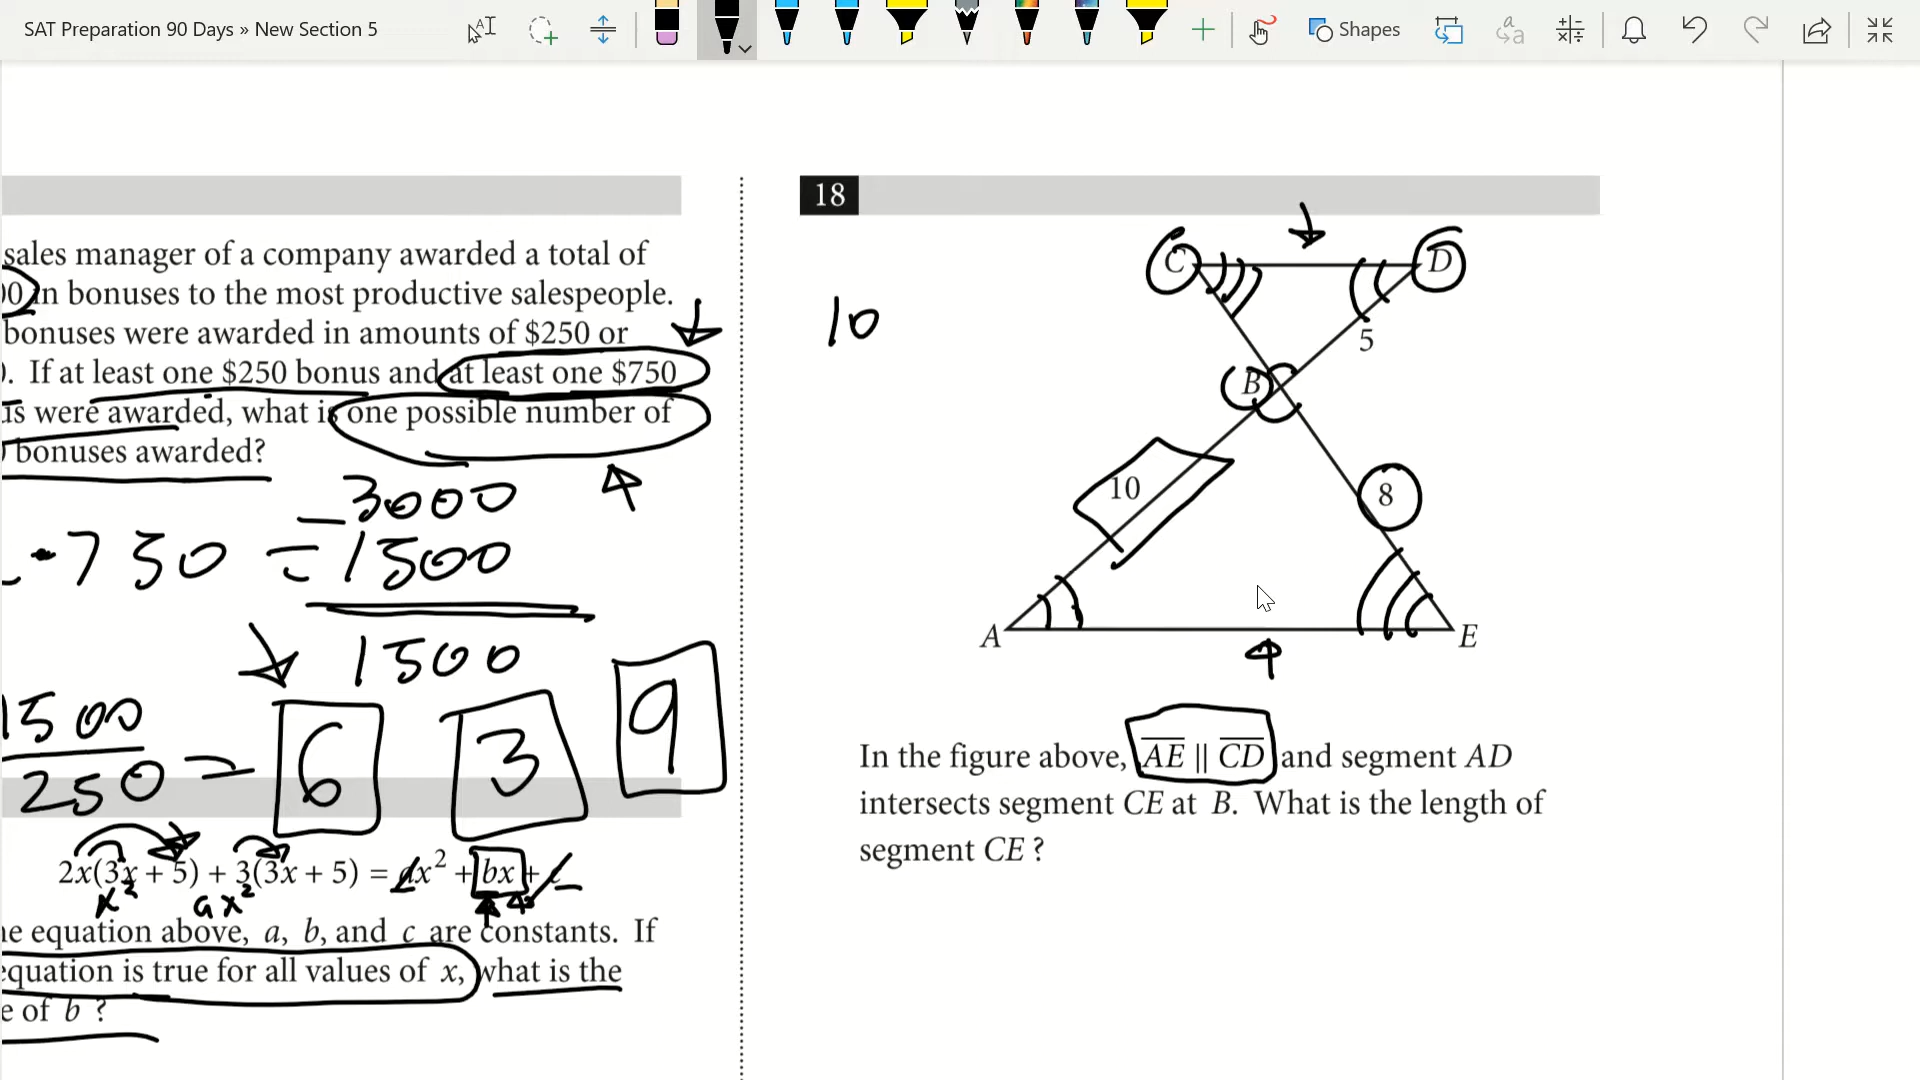 SAT Preparation 90 Days » New Section 5
Shapes
sales manager of a company awarded a total of
00 in bonuses to the most productive salespeople.
bonuses were awarded in amounts of $250 or
). If at least one $250 bonus and at least one $750
us were awarded, what is one possible number of
bonuses awarded?
-3000
-750 = 1500
1500
1500
250 = 6 3 9
2x(3x + 5) + 3(3x + 5) = ax² + bx +
x² ax²
he equation above, a, b, and c are constants. If
equation is true for all values of x, what is the
e of b ?
18
10
C D
5
B
10
8
A E
In the figure above, AE || CD and segment AD
intersects segment CE at B. What is the length of
segment CE ?